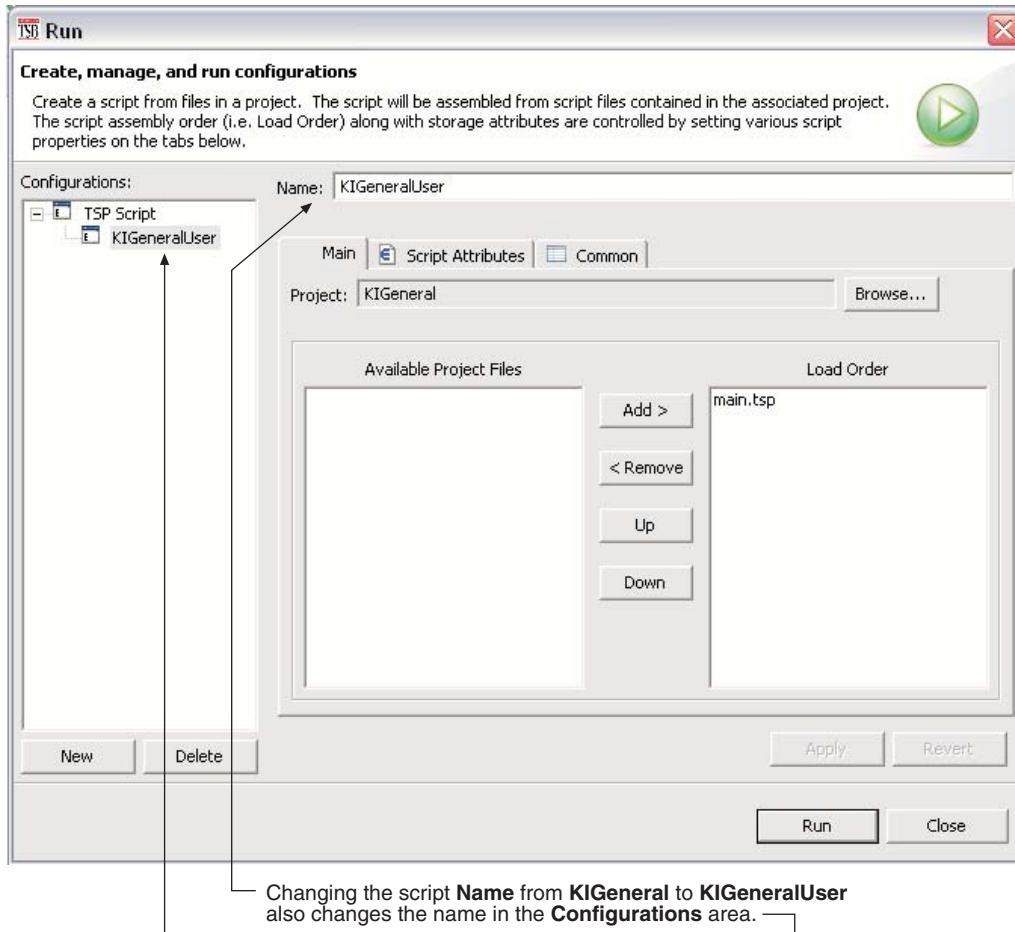 TSB Run
Create, manage, and run configurations
Create a script from files in a project. The script will be assembled from script files contained in the associated project.
The script assembly order (i.e. Load Order) along with storage attributes are controlled by setting various script
properties on the tabs below.
Configurations:
TSP Script
KIGeneralUser
Name: KIGeneralUser
Main Script Attributes Common
Project: KIGeneral Browse...
Available Project Files
Load Order
main.tsp
Add >
< Remove
Up
Down
New Delete
Apply Revert
Run Close
Changing the script Name from KIGeneral to KIGeneralUser
also changes the name in the Configurations area.